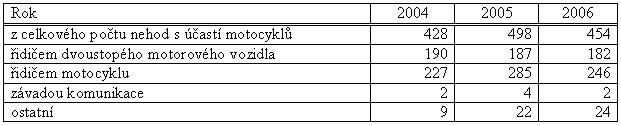 Rok 2004 2005 2006
z celkového počtu nehod s účastí motocyklů 428 498 454
řidičem dvoustopého motorového vozidla 190 187 182
řidičem motocyklu 227 285 246
závadou komunikace 2 4 2
ostatní 9 22 24